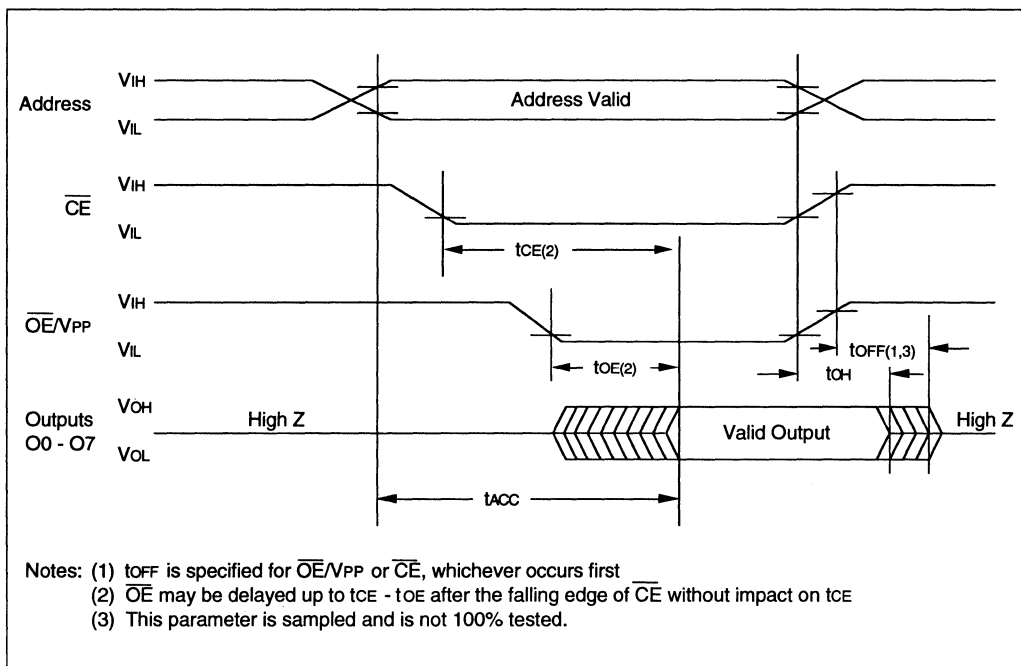 VIH
Address
Address Valid
VIL
VIH
CE
VIL
tCE(2)
VIH
OE/VPP
VIL
tOFF(1,3)
tOE(2)
tOH
VOH
Outputs
O0 - O7
High Z
Valid Output
High Z
VOL
tACC
Notes: (1) tOFF is specified for OE/VPP or CE, whichever occurs first
(2) OE may be delayed up to tCE - tOE after the falling edge of CE without impact on tCE
(3) This parameter is sampled and is not 100% tested.